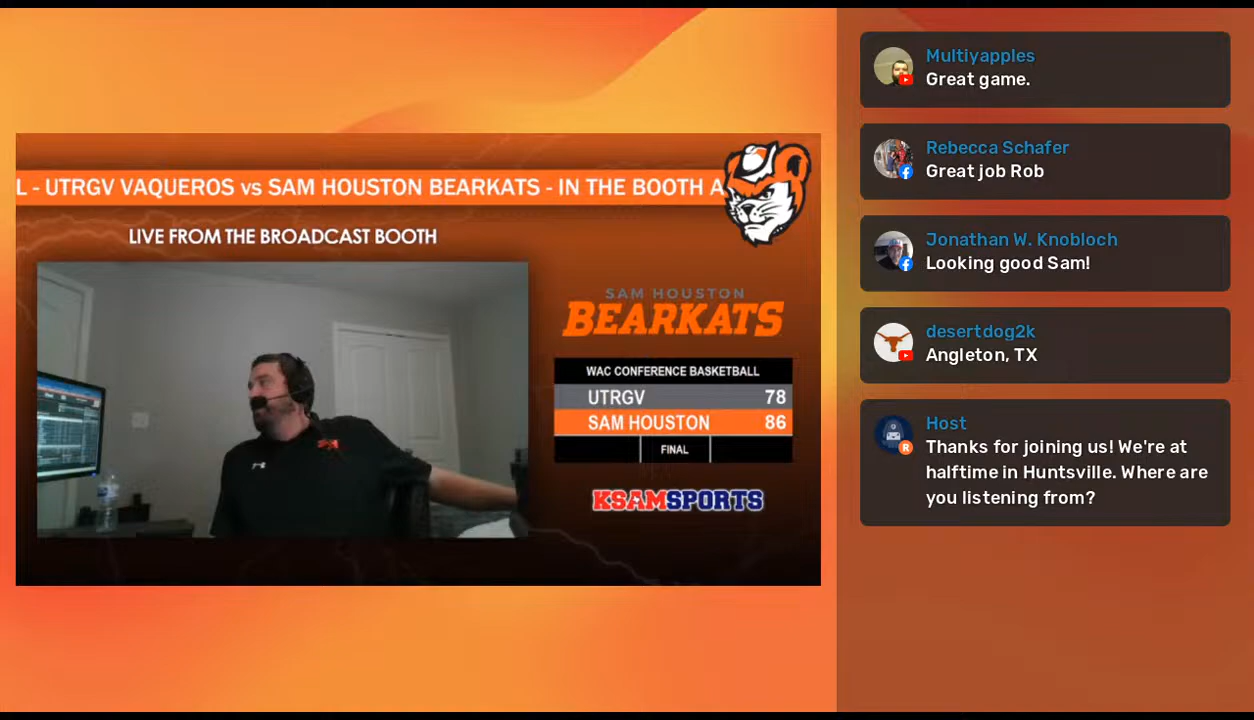 L - UTRGV VAQUEROS vs SAM HOUSTON BEARKATS - IN THE BOOTH A
LIVE FROM THE BROADCAST BOOTH
SAM HOUSTON
BEARKATS
WAC CONFERENCE BASKETBALL
UTRGV 78
SAM HOUSTON 86
FINAL
KSAMSPORTS
Multiyapples
Great game.
Rebecca Schafer
Great job Rob
Jonathan W. Knobloch
Looking good Sam!
desertdog2k
Angleton, TX
Host
R
Thanks for joining us! We're at
halftime in Huntsville. Where are
you listening from?